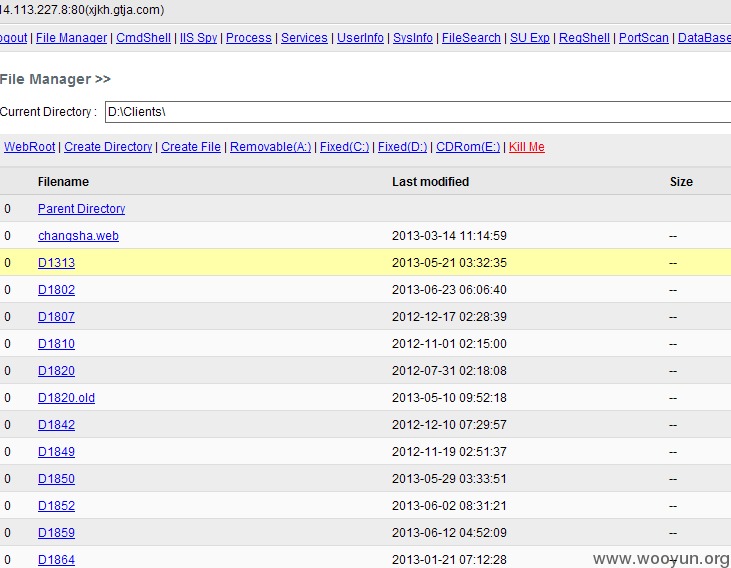 14.113.227.8:80(xjkh.gtja.com)
ogout | File Manager | CmdShell | IIS Spy | Process | Services | UserInfo | SysInfo | FileSearch | SU Exp | RegShell | PortScan | DataBase
File Manager >>
Current Directory : D:\Clients\
WebRoot | Create Directory | Create File | Removable(A:) | Fixed(C:) | Fixed(D:) | CDRom(E:) | Kill Me
Filename Last modified Size
0 Parent Directory
0 changsha.web 2013-03-14 11:14:59 --
0 D1313 2013-05-21 03:32:35 --
0 D1802 2013-06-23 06:06:40 --
0 D1807 2012-12-17 02:28:39 --
0 D1810 2012-11-01 02:15:00 --
0 D1820 2012-07-31 02:18:08 --
0 D1820.old 2013-05-10 09:52:18 --
0 D1842 2012-12-10 07:29:57 --
0 D1849 2012-11-19 02:51:37 --
0 D1850 2013-05-29 03:33:51 --
0 D1852 2013-06-02 08:31:21 --
0 D1859 2013-06-12 04:52:09 --
0 D1864 2013-01-21 07:12:28 --
www.wooyun.org